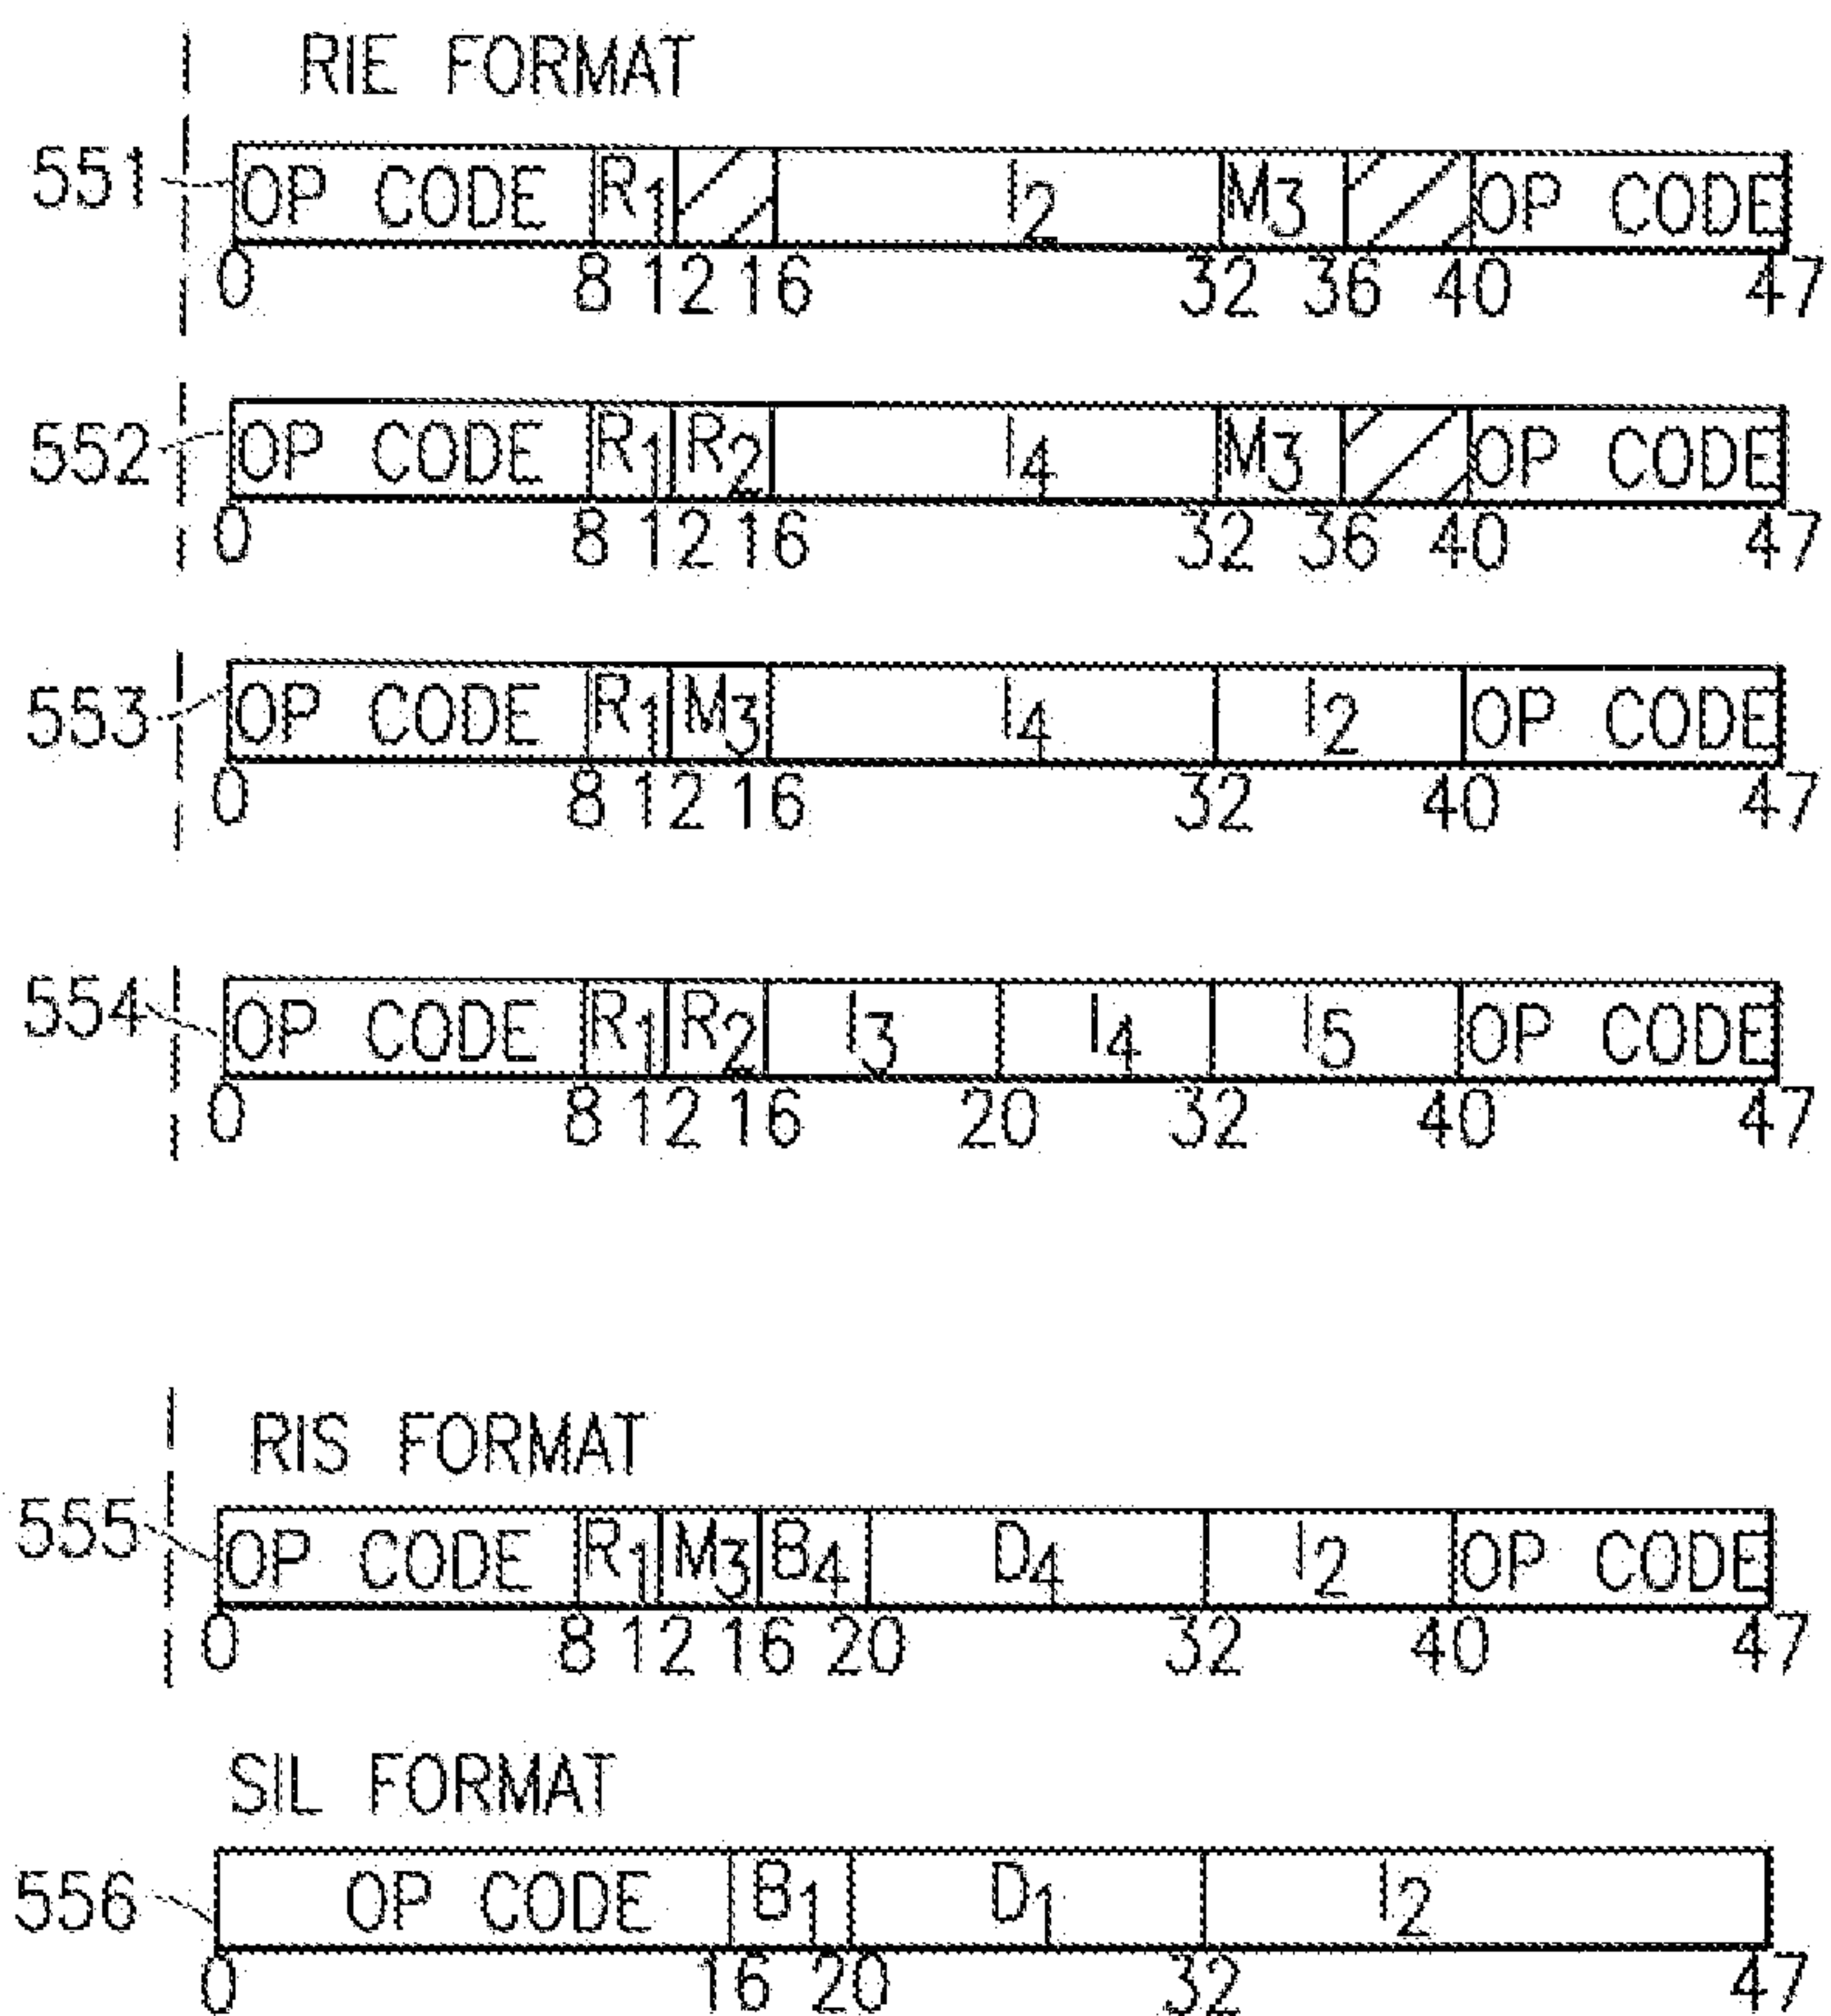 RIE FORMAT
551 OP CODE R1 I2 M3 OP CODE
0 8 12 16 32 36 40 47
552 OP CODE R1 R2 I4 M3 OP CODE
0 8 12 16 32 36 40 47
553 OP CODE R1 M3 I4 I2 OP CODE
0 8 12 16 32 40 47
554 OP CODE R1 R2 I3 I4 I5 OP CODE
0 8 12 16 20 32 40 47
RIS FORMAT
555 OP CODE R1 M3 B4 D4 I2 OP CODE
0 8 12 16 20 32 40 47
SIL FORMAT
556 OP CODE B1 D1 I2
0 16 20 32 47